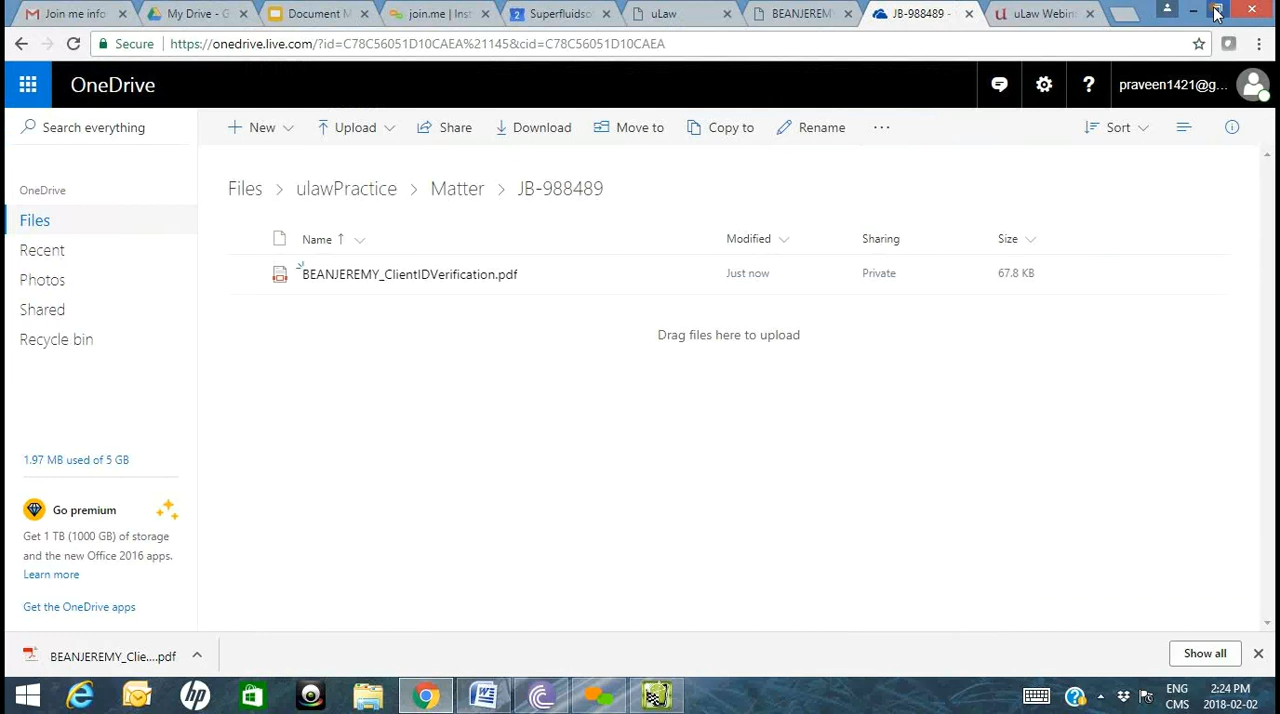 Join me info
My Drive - G
Document M
join.me | Inst
Superfluidsof
uLaw
BEANJEREM
JB-988489 -
uLaw Webin
Secure
https://onedrive.live.com/?id=C78C56051D10CAEA%21145&cid=C78C56051D10CAEA
OneDrive
praveen1421@g...
Search everything
New
Upload
Share
Download
Move to
Copy to
Rename
Sort
OneDrive
Files
Recent
Photos
Shared
Recycle bin
Files > ulawPractice > Matter > JB-988489
Name
Modified
Sharing
Size
BEANJEREMY_ClientIDVerification.pdf
Just now
Private
67.8 KB
Drag files here to upload
1.97 MB used of 5 GB
Go premium
Get 1 TB (1000 GB) of storage
and the new Office 2016 apps.
Learn more
Get the OneDrive apps
BEANJEREMY_Clie....pdf
Show all
ENG
CMS
2:24 PM
2018-02-02